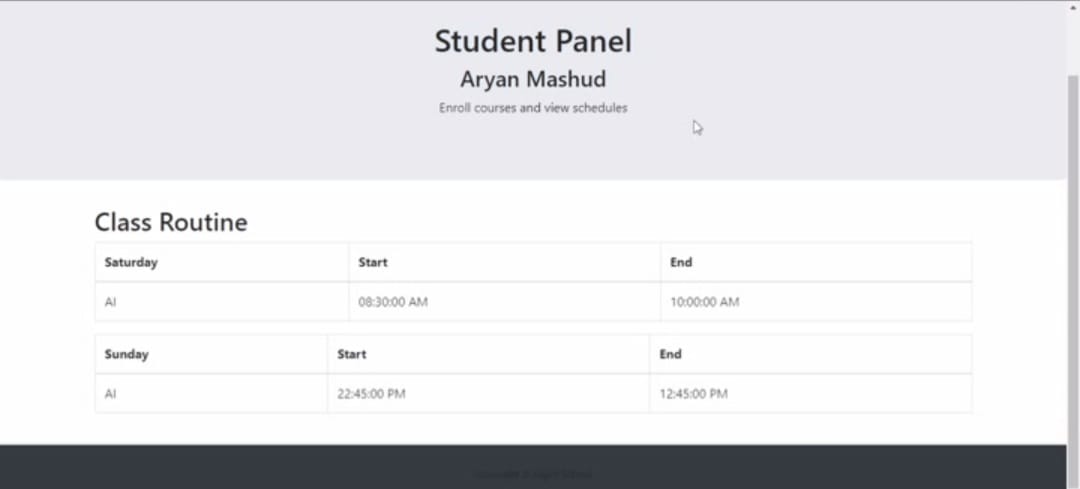 Student Panel
Aryan Mashud
Enroll courses and view schedules
Class Routine
Saturday Start End
AI 08:30:00 AM 10:00:00 AM
Sunday Start End
AI 22:45:00 PM 12:45:00 PM